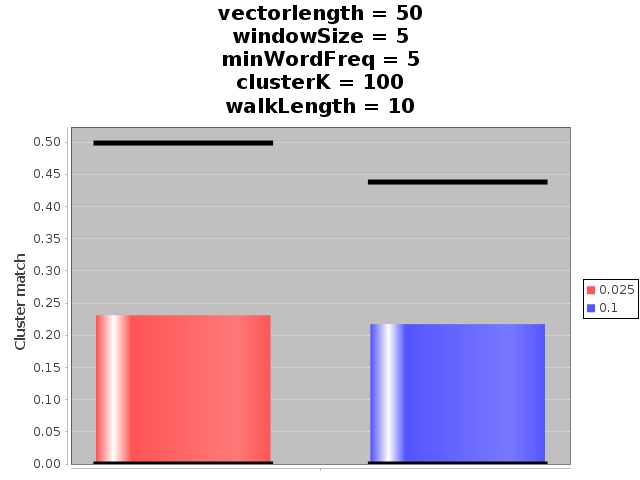 vectorlength = 50
windowSize = 5
minWordFreq = 5
clusterK = 100
walkLength = 10
0.50
0.45
0.40
0.35
0.30
0.25
0.20
0.15
0.10
0.05
0.00
Cluster match
0.025
0.1